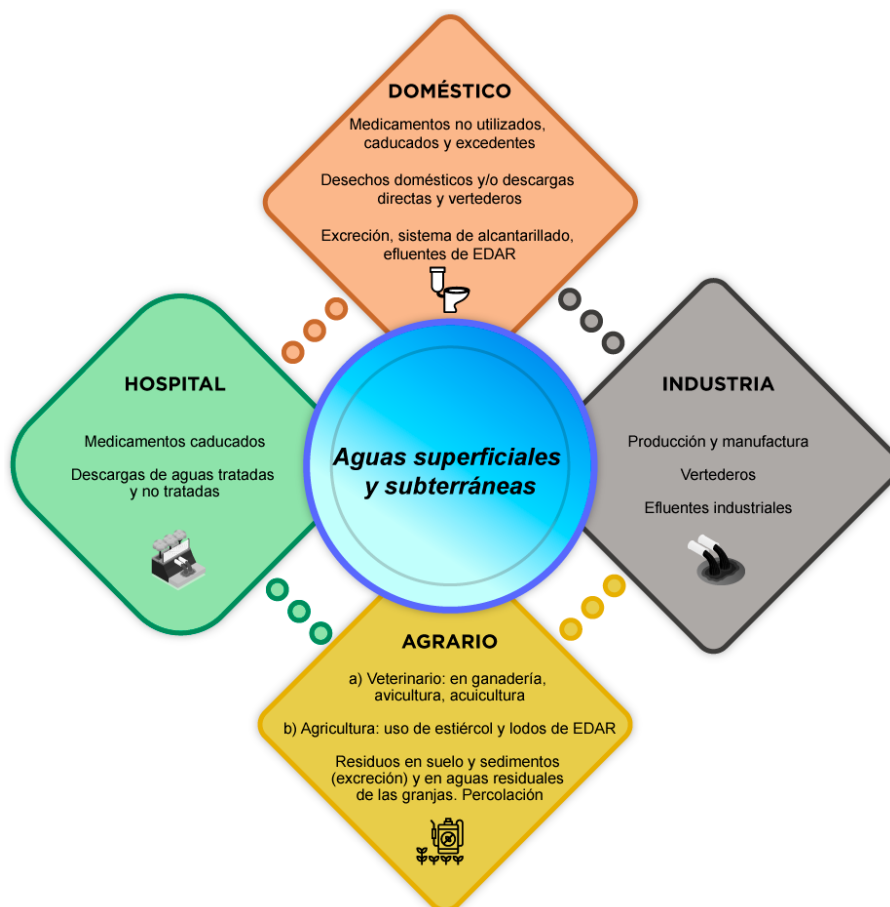 DOMÉSTICO
Medicamentos no utilizados,
caducados y excedentes
Desechos domésticos y/o descargas
directas y vertederos
Excreción, sistema de alcantarillado,
efluentes de EDAR
HOSPITAL
Medicamentos caducados
Descargas de aguas tratadas
y no tratadas
Aguas superficiales
y subterráneas
INDUSTRIA
Producción y manufactura
Vertederos
Efluentes industriales
AGRARIO
a) Veterinario: en ganadería,
avicultura, acuicultura
b) Agricultura: uso de estiércol y lodos de EDAR
Residuos en suelo y sedimentos
(excreción) y en aguas residuales
de las granjas. Percolación